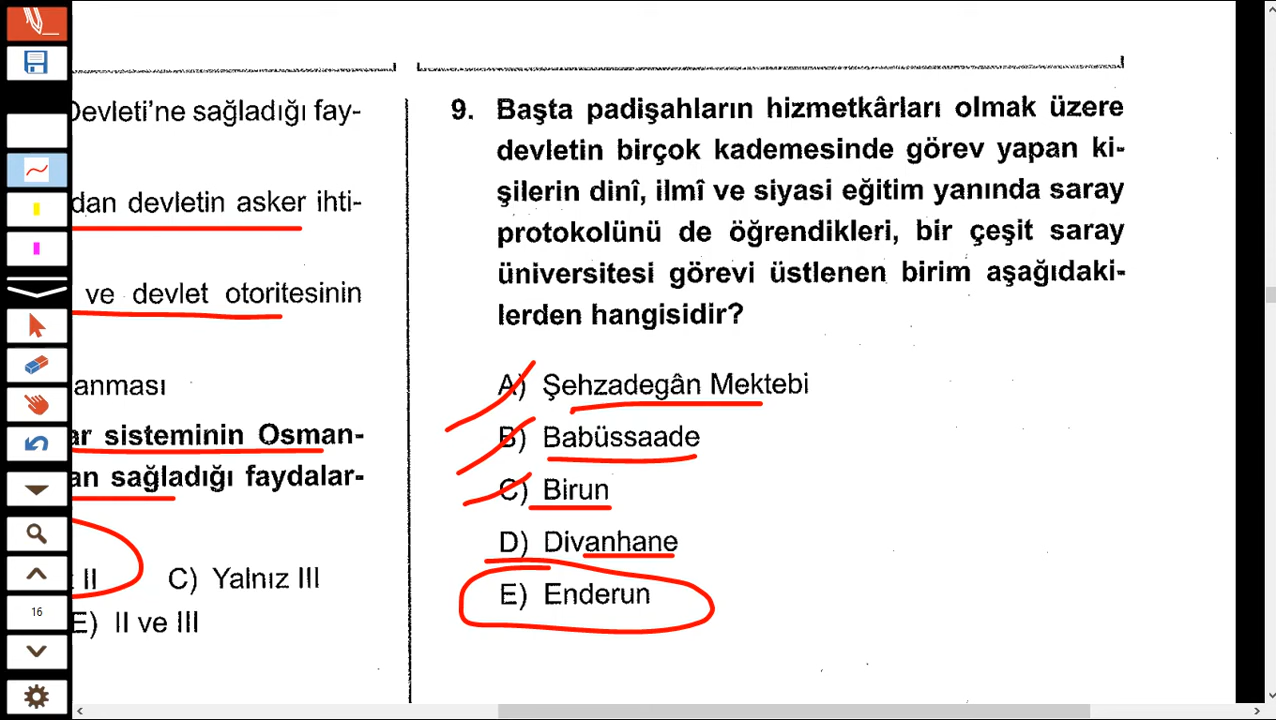 Devleti'ne sağladığı fay-
dan devletin asker ihti-
ve devlet otoritesinin
anması
ar sisteminin Osman-
an sağladığı faydalar-
II C) Yalnız III
E) II ve III
9. Başta padişahların hizmetkârları olmak üzere
devletin birçok kademesinde görev yapan ki-
şilerin dinî, ilmî ve siyasi eğitim yanında saray
protokolünü de öğrendikleri, bir çeşit saray
üniversitesi görevi üstlenen birim aşağıdaki-
lerden hangisidir?
A) Şehzadegân Mektebi
B) Babüssaade
C) Birun
D) Divanhane
E) Enderun
16